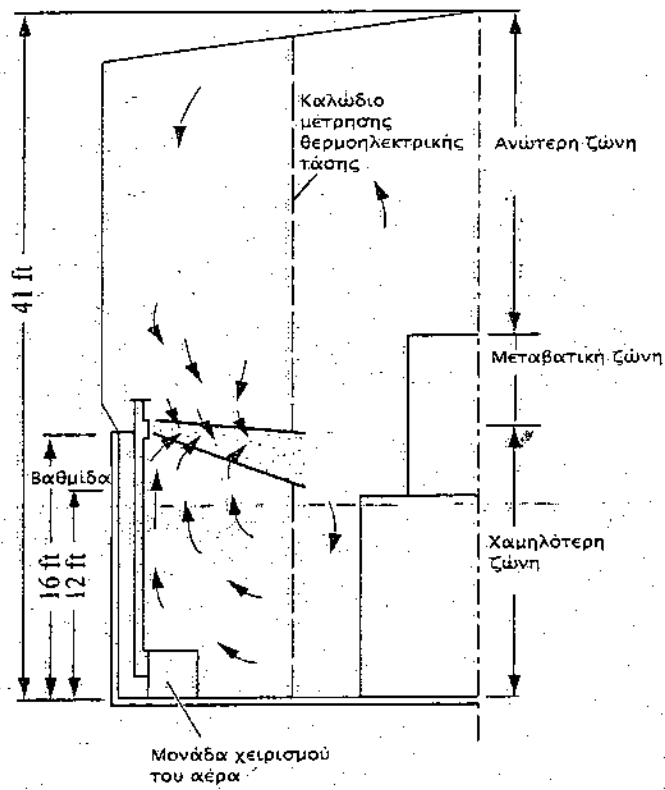 Καλώδιο
μέτρησης
θερμοηλεκτρικής
τάσης
Ανώτερη ζώνη
41 ft
Μεταβατική ζώνη
Βαθμίδα
16 ft
12 ft
Χαμηλότερη
ζώνη
Μονάδα χειρισμού
του αέρα